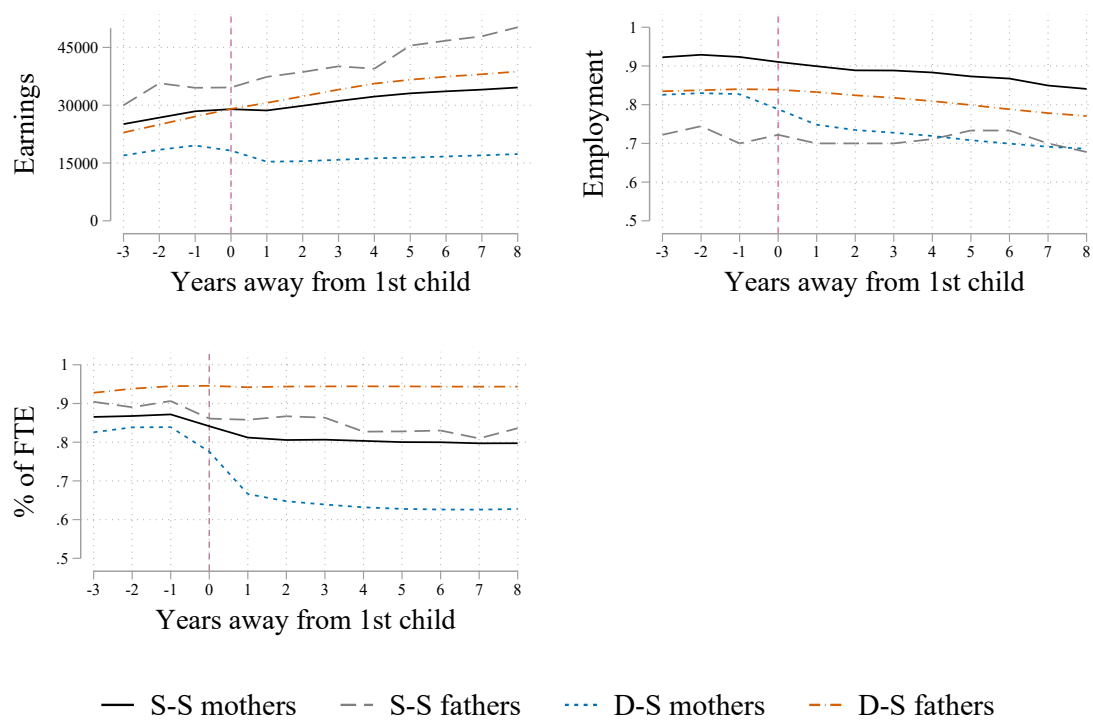 Earnings
45000
30000
15000
0
-3 -2 -1 0 1 2 3 4 5 6 7 8
Years away from 1st child
Employment
1
.9
.8
.7
.6
.5
-3 -2 -1 0 1 2 3 4 5 6 7 8
Years away from 1st child
% of FTE
1
.9
.8
.7
.6
.5
-3 -2 -1 0 1 2 3 4 5 6 7 8
Years away from 1st child
S-S mothers S-S fathers D-S mothers D-S fathers